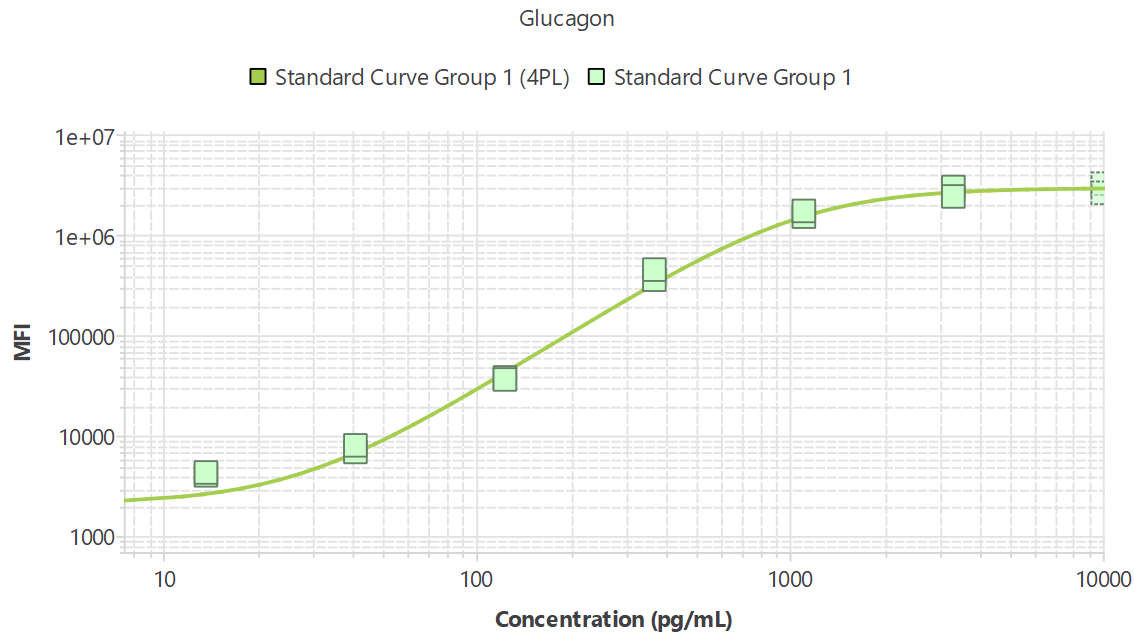 Glucagon
Standard Curve Group 1 (4PL) Standard Curve Group 1
1e+07
1e+06
100000
10000
1000
MFI
10 100 1000 10000
Concentration (pg/mL)